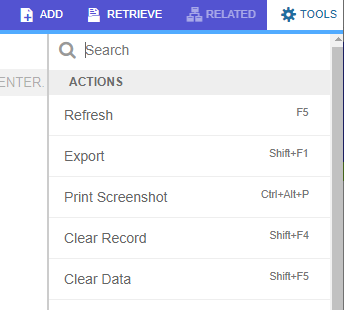 ADD RETRIEVE RELATED TOOLS
Search
ENTER.
ACTIONS
Refresh F5
Export Shift+F1
Print Screenshot Ctrl+Alt+P
Clear Record Shift+F4
Clear Data Shift+F5